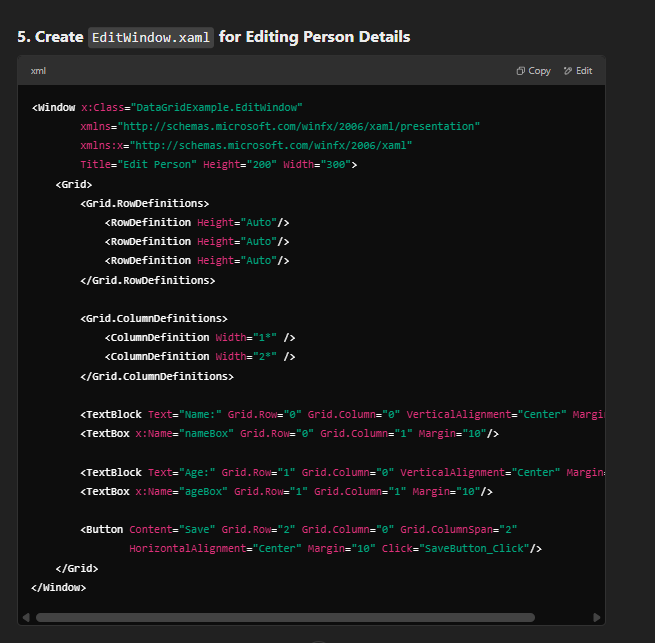 5. Create EditWindow.xaml for Editing Person Details
xml
Copy
Edit
<Window x:Class="DataGridExample.EditWindow"
xmlns="http://schemas.microsoft.com/winfx/2006/xaml/presentation"
xmlns:x="http://schemas.microsoft.com/winfx/2006/xaml"
Title="Edit Person" Height="200" Width="300">
<Grid>
<Grid.RowDefinitions>
<RowDefinition Height="Auto"/>
<RowDefinition Height="Auto"/>
<RowDefinition Height="Auto"/>
</Grid.RowDefinitions>
<Grid.ColumnDefinitions>
<ColumnDefinition Width="1*" />
<ColumnDefinition Width="2*" />
</Grid.ColumnDefinitions>
<TextBlock Text="Name:" Grid.Row="0" Grid.Column="0" VerticalAlignment="Center" Margi
<TextBox x:Name="nameBox" Grid.Row="0" Grid.Column="1" Margin="10"/>
<TextBlock Text="Age:" Grid.Row="1" Grid.Column="0" VerticalAlignment="Center" Margin
<TextBox x:Name="ageBox" Grid.Row="1" Grid.Column="1" Margin="10"/>
<Button Content="Save" Grid.Row="2" Grid.Column="0" Grid.ColumnSpan="2"
HorizontalAlignment="Center" Margin="10" Click="SaveButton_Click"/>
</Grid>
</Window>